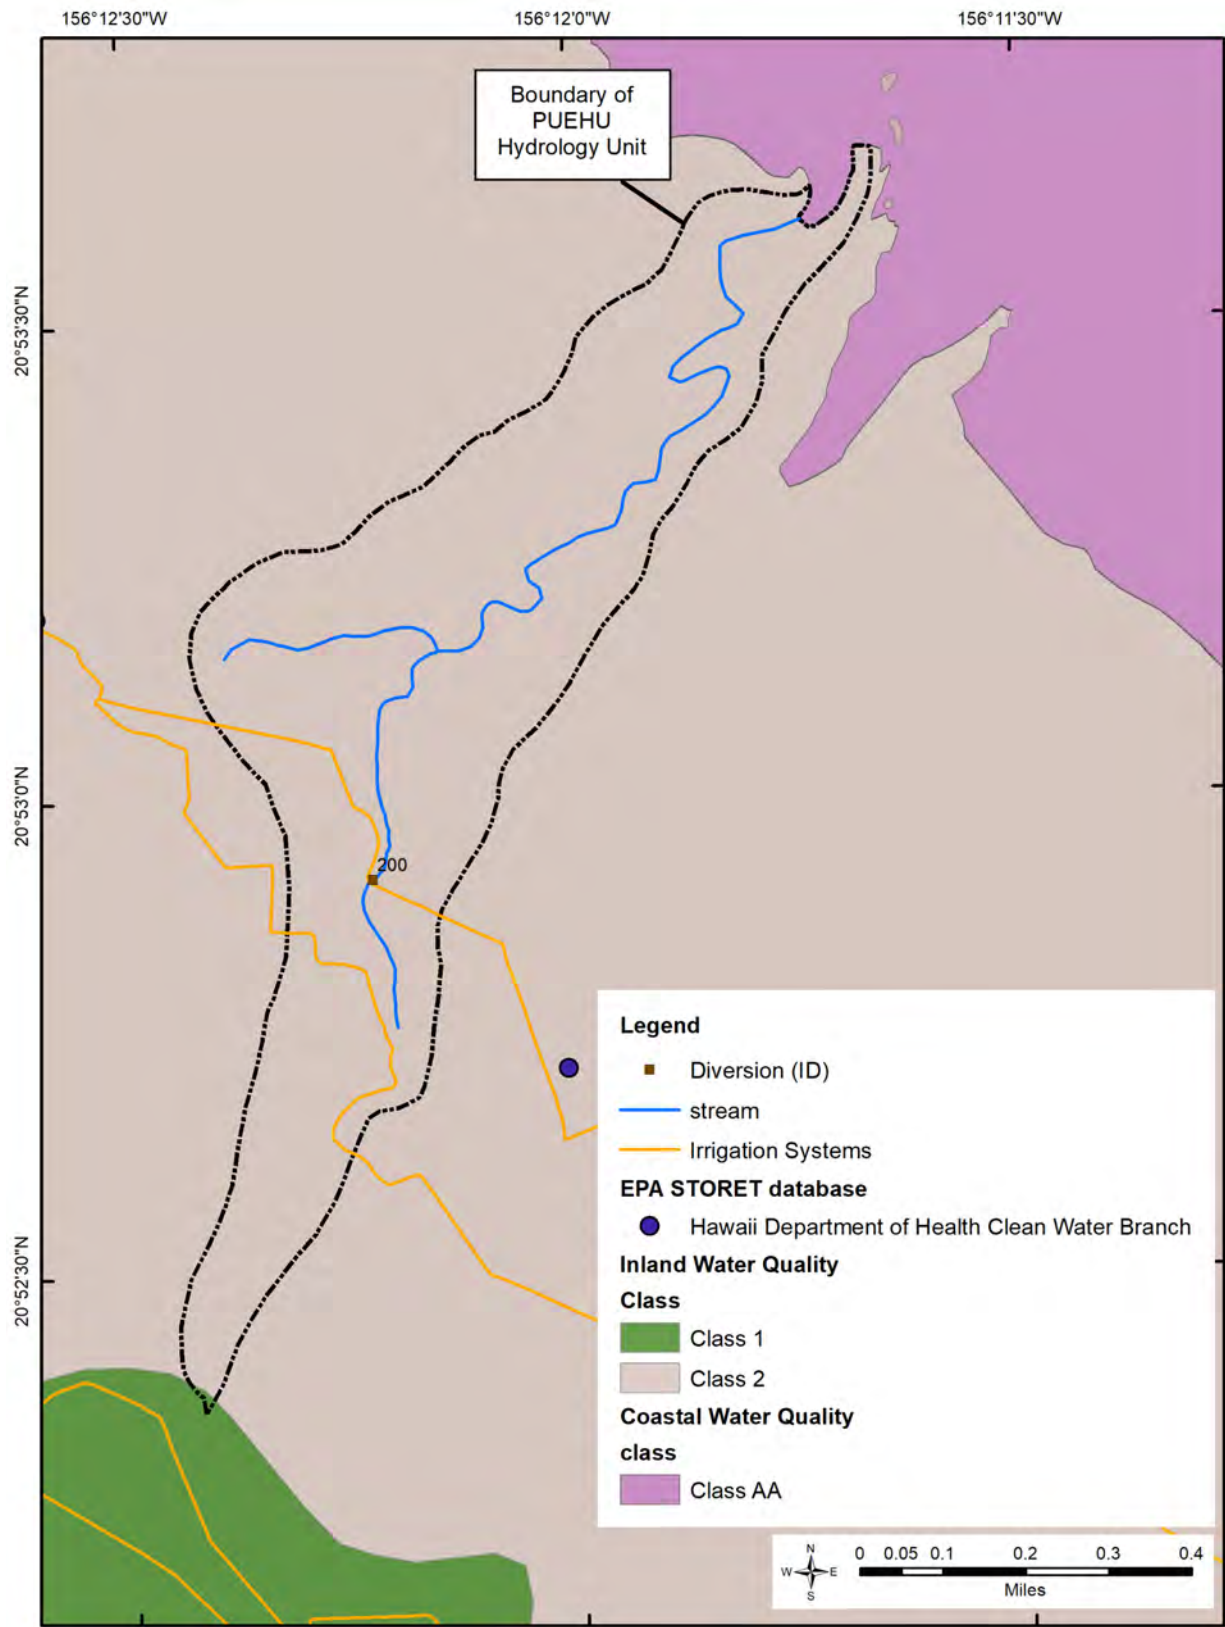 156°12'30"W
156°12'0"W
156°11'30"W
Boundary of
PUEHU
Hydrology Unit
20°53'30"N
20°53'0"N
200
20°52'30"N
Legend
Diversion (ID)
stream
Irrigation Systems
EPA STORET database
Hawaii Department of Health Clean Water Branch
Inland Water Quality
Class
Class 1
Class 2
Coastal Water Quality
class
Class AA
N
W E
S
0 0.05 0.1 0.2 0.3 0.4
Miles